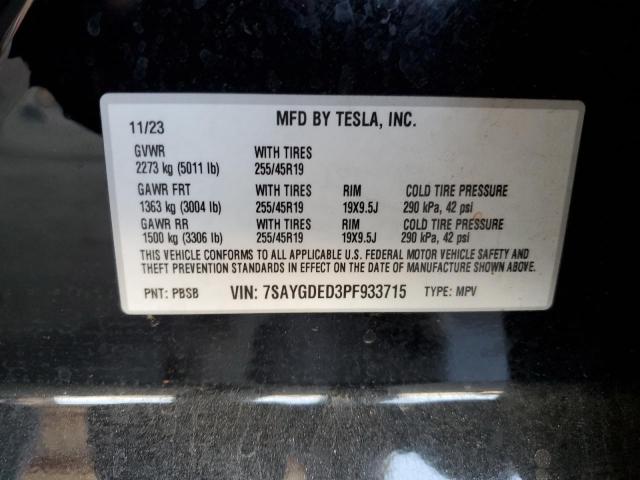 11/23 MFD BY TESLA, INC.
GVWR WITH TIRES
2273 kg (5011 lb) 255/45R19
GAWR FRT WITH TIRES RIM COLD TIRE PRESSURE
1363 kg (3004 lb) 255/45R19 19X9.5J 290 kPa, 42 psi
GAWR RR WITH TIRES RIM COLD TIRE PRESSURE
1500 kg (3306 lb) 255/45R19 19X9.5J 290 kPa, 42 psi
THIS VEHICLE CONFORMS TO ALL APPLICABLE U.S. FEDERAL MOTOR VEHICLE SAFETY AND
THEFT PREVENTION STANDARDS IN EFFECT ON THE DATE OF MANUFACTURE SHOWN ABOVE.
PNT: PBSB VIN: 7SAYGDED3PF933715 TYPE: MPV